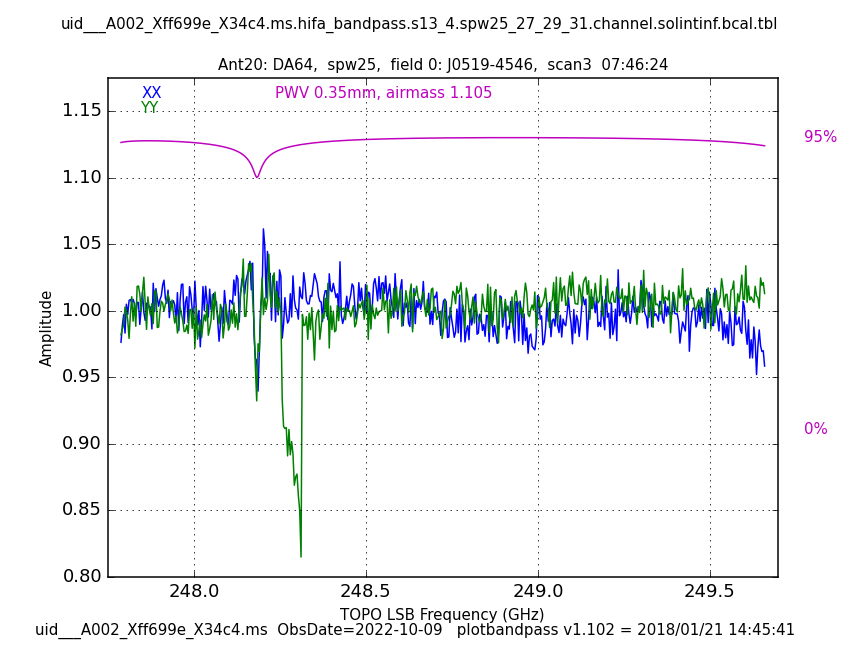 uid___A002_Xff699e_X34c4.ms.hifa_bandpass.s13_4.spw25_27_29_31.channel.solintinf.bcal.tbl
Ant20: DA64,  spw25,  field 0: J0519-4546,  scan3  07:46:24
XX
YY
PWV 0.35mm, airmass 1.105
95%
0%
1.15
1.10
1.05
1.00
0.95
0.90
0.85
0.80
Amplitude
248.0
248.5
249.0
249.5
TOPO LSB Frequency (GHz)
uid___A002_Xff699e_X34c4.ms  ObsDate=2022-10-09   plotbandpass v1.102 = 2018/01/21 14:45:41